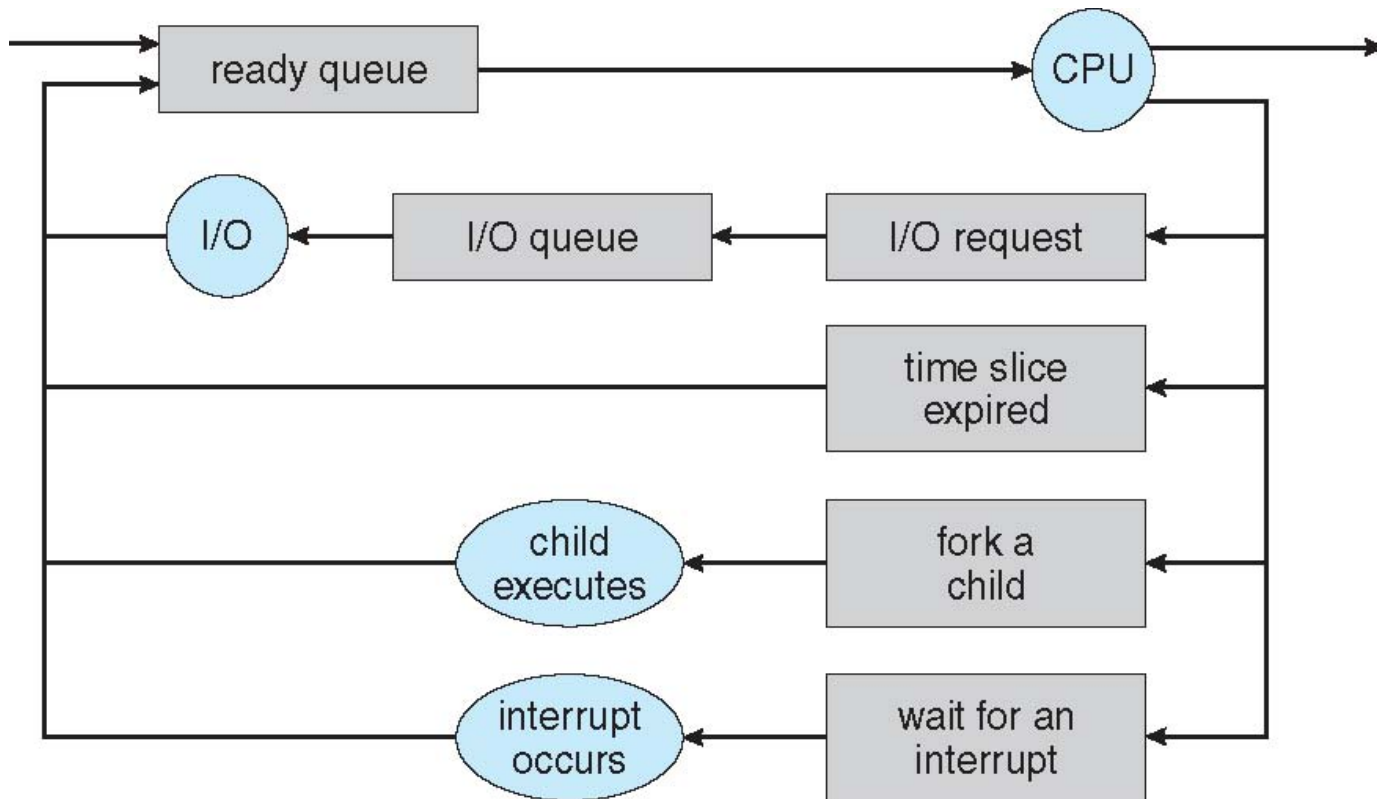 ready queue
CPU
I/O
I/O queue
I/O request
time slice
expired
child
executes
fork a
child
interrupt
occurs
wait for an
interrupt